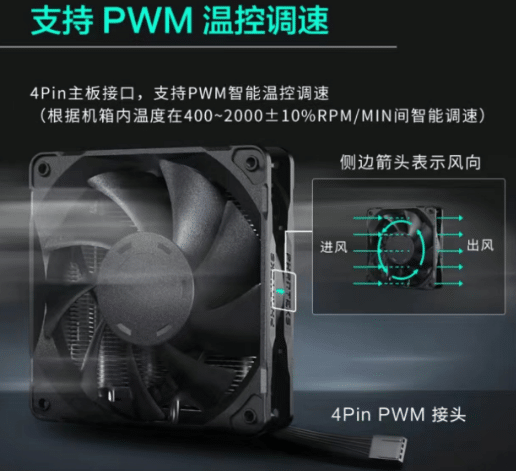 支持 PWM 温控调速
4Pin主板接口，支持PWM智能温控调速
（根据机箱内温度在400~2000±10%RPM/MIN间智能调速）
侧边箭头表示风向
进风
出风
4Pin PWM 接头